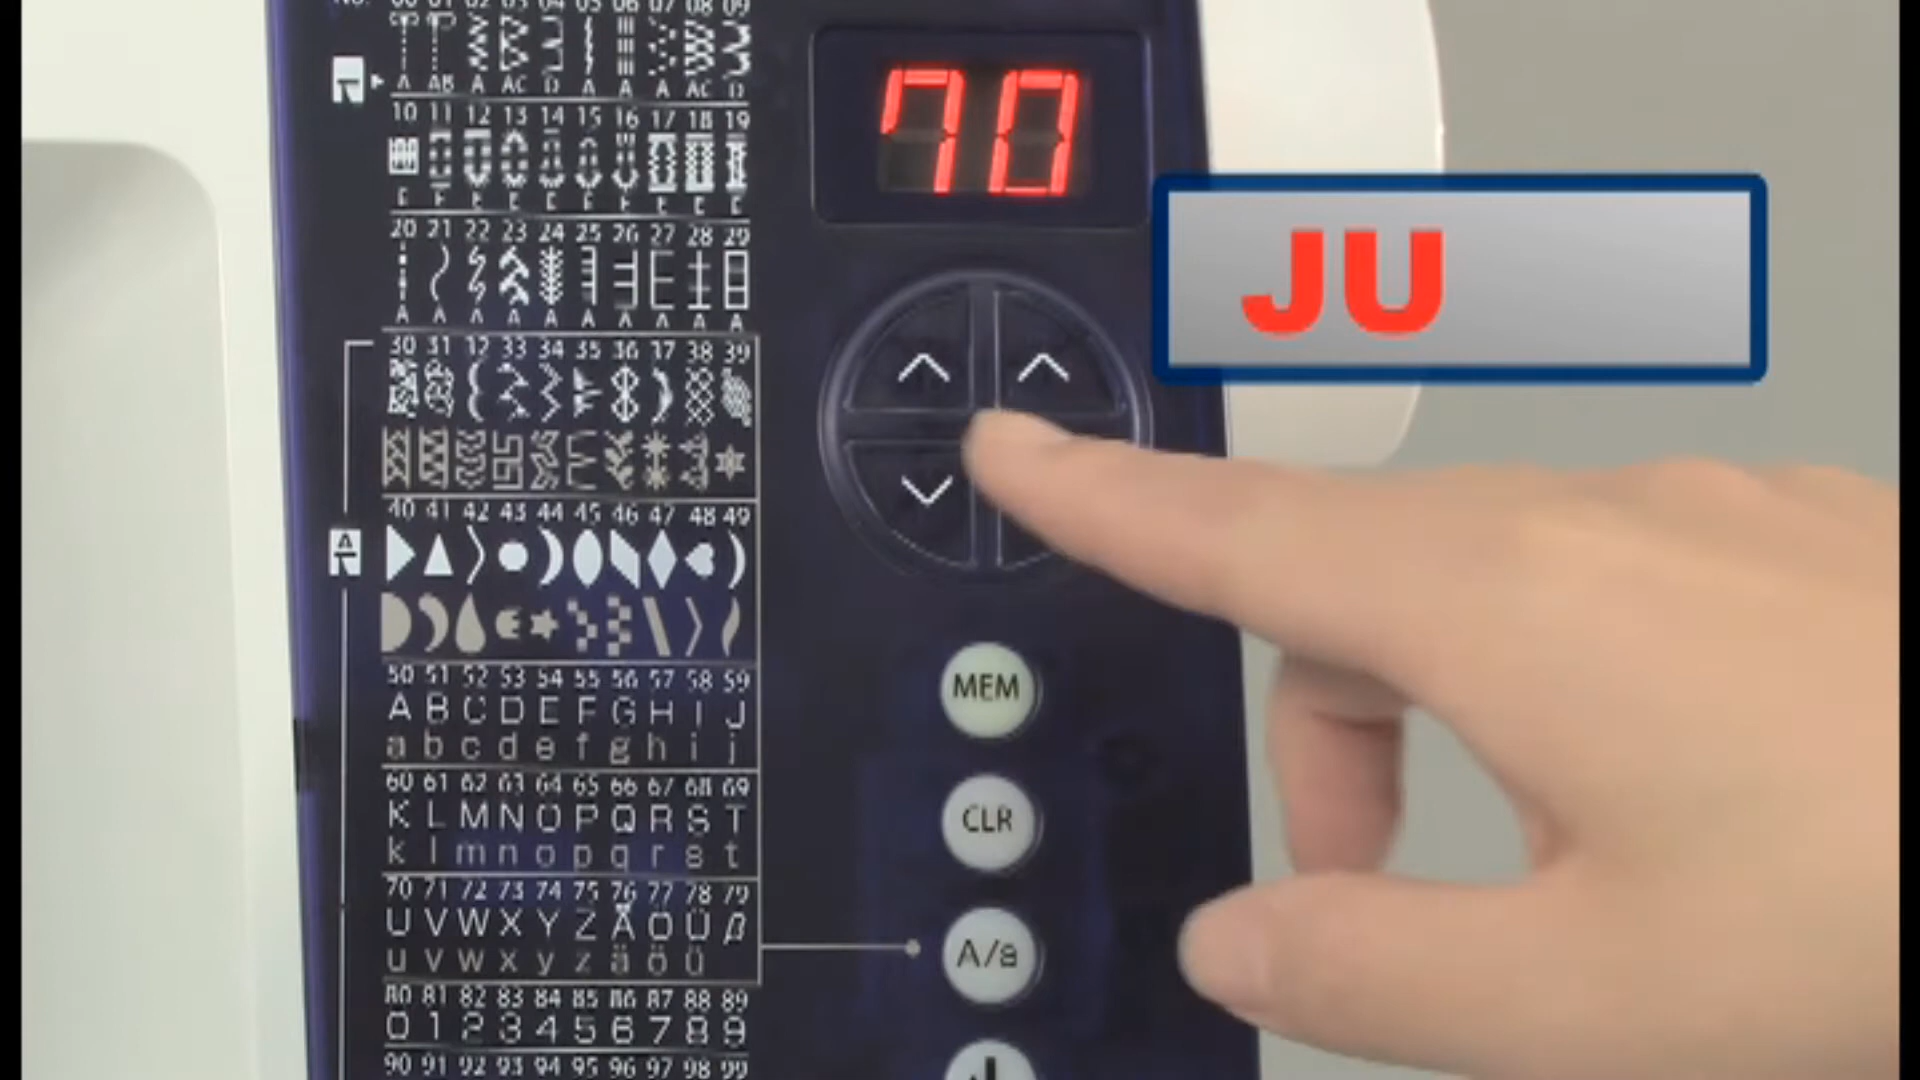 No. 00 01 02 03 04 05 06 07 08 09
A AB A AC D A A A AC D
10 11 12 13 14 15 16 17 18 19
20 21 22 23 24 25 26 27 28 29
A A A A A A A A A A
30 31 32 33 34 35 36 37 38 39
40 41 42 43 44 45 46 47 48 49
50 51 52 53 54 55 56 57 58 59
A B C D E F G H I J
a b c d e f g h i j
60 61 62 63 64 65 66 67 68 69
K L M N O P Q R S T
k l m n o p q r s t
70 71 72 73 74 75 76 77 78 79
U V W X Y Z Ä Ö Ü β
u v w x y z ä ö ü
80 81 82 83 84 85 86 87 88 89
0 1 2 3 4 5 6 7 8 9
90 91 92 93 94 95 96 97 98 99
70
JU
MEM
CLR
A/a